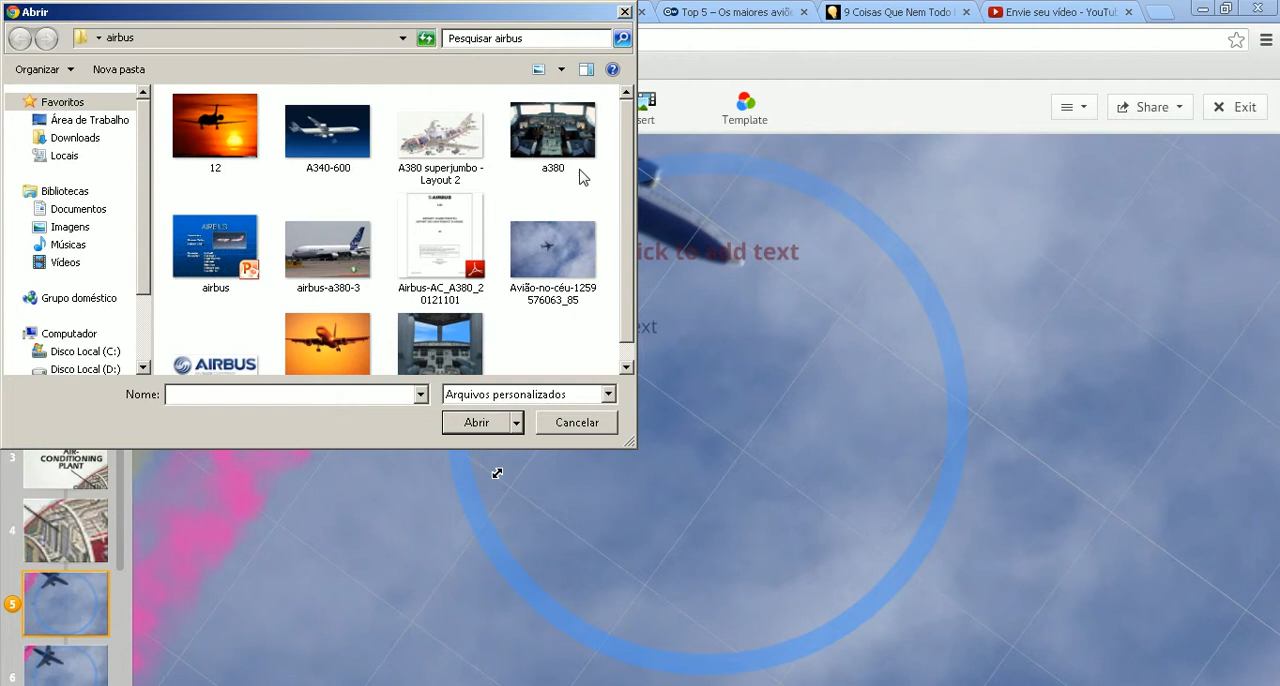 Abrir
Top 5 – Os maiores aviõe
9 Coisas Que Nem Todo
Envie seu vídeo - YouTub
airbus
Pesquisar airbus
Organizar
Nova pasta
Favoritos
Área de Trabalho
Downloads
Locais
Bibliotecas
Documentos
Imagens
Músicas
Vídeos
Grupo doméstico
Computador
Disco Local (C:)
Disco Local (D:)
12
A340-600
A380 superjumbo -
Layout 2
a380
airbus
airbus-a380-3
Airbus-AC_A380_2
0121101
Avião-no-céu-1259
576063_85
AIRBUS
AIRBUS
AIRBUS
Nome:
Arquivos personalizados
Abrir
Cancelar
sert
Template
Share
Exit
ick to add text
ext
3
AIR-
CONDITIONING
PLANT
4
5
6